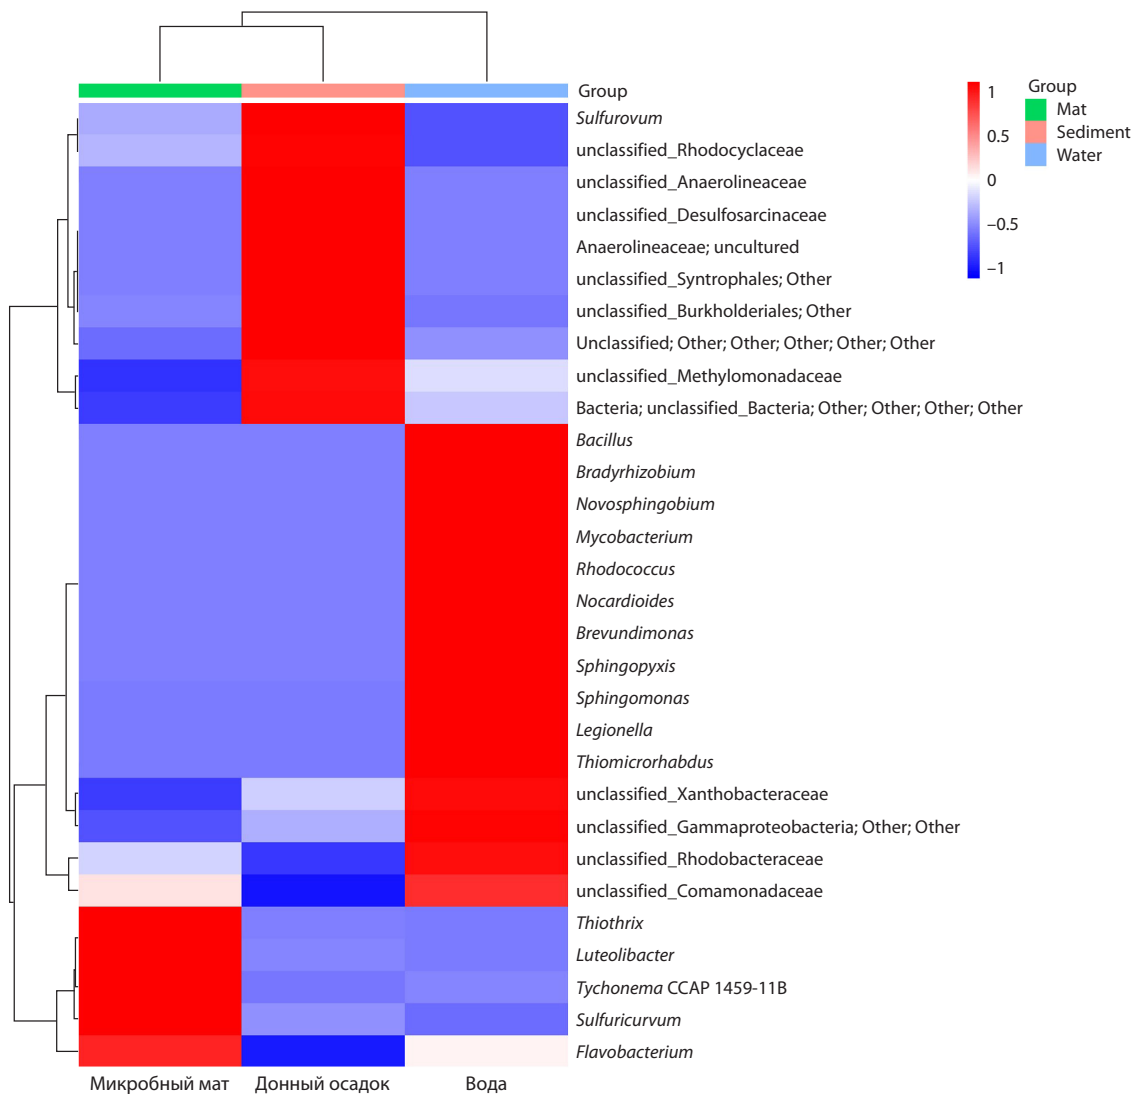 Group
Sulfurovum
unclassified_Rhodocyclaceae
unclassified_Anaerolineaceae
unclassified_Desulfosarcinaceae
Anaerolineaceae; uncultured
unclassified_Syntrophales; Other
unclassified_Burkholderiales; Other
Unclassified; Other; Other; Other; Other; Other
unclassified_Methylomonadaceae
Bacteria; unclassified_Bacteria; Other; Other; Other; Other
Bacillus
Bradyrhizobium
Novosphingobium
Mycobacterium
Rhodococcus
Nocardioides
Brevundimonas
Sphingopyxis
Sphingomonas
Legionella
Thiomicrorhabdus
unclassified_Xanthobacteraceae
unclassified_Gammaproteobacteria; Other; Other
unclassified_Rhodobacteraceae
unclassified_Comamonadaceae
Thiothrix
Luteolibacter
Tychonema CCAP 1459-11B
Sulfuricurvum
Flavobacterium
Микробный мат
Донный осадок
Вода
1
0.5
0
−0.5
−1
Group
Mat
Sediment
Water